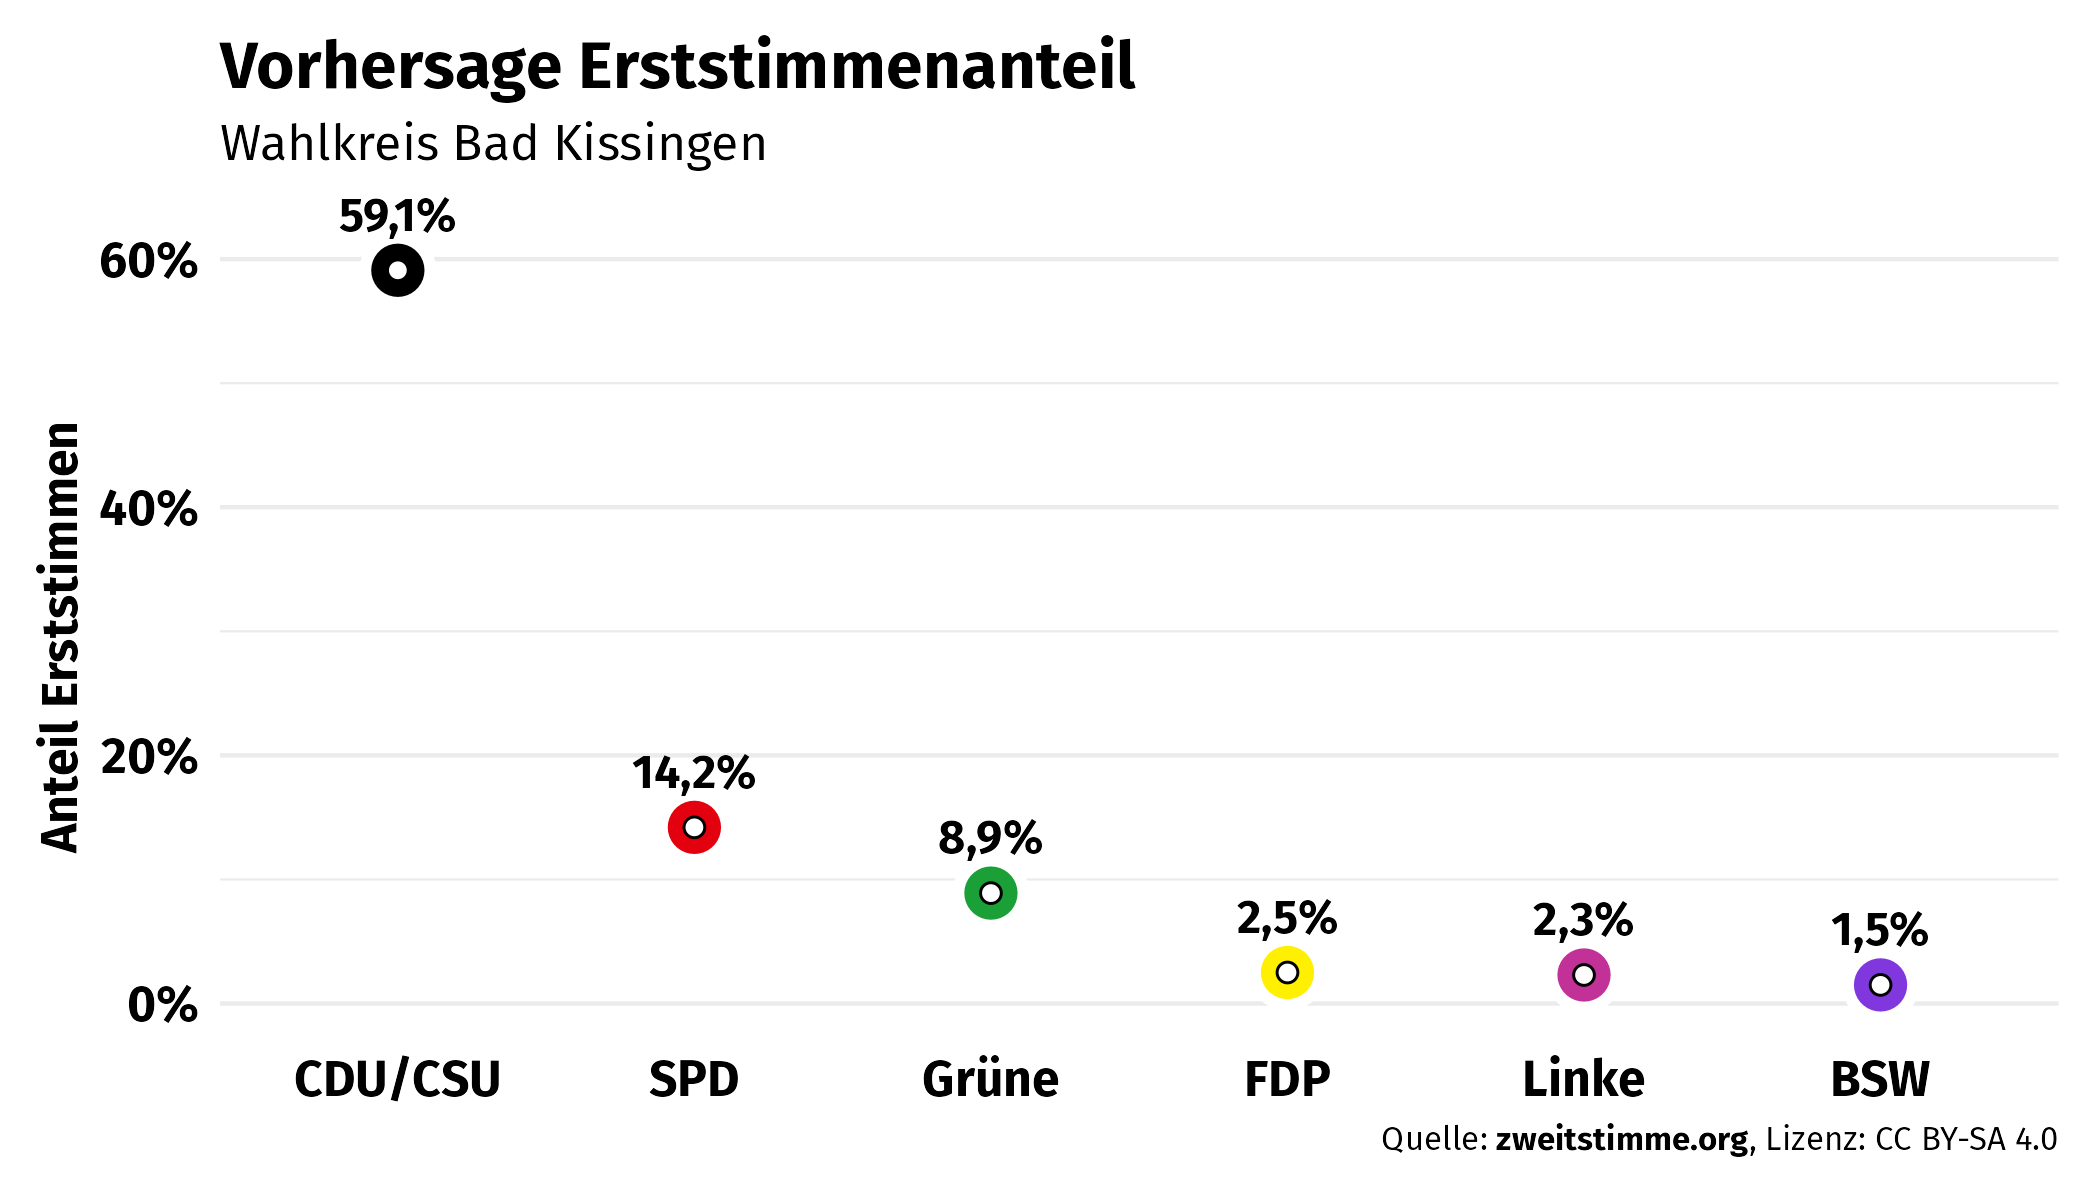 Vorhersage Erststimmenanteil
Wahlkreis Bad Kissingen
59,1%
60%
40%
Anteil Erststimmen
20%
14,2%
8,9%
2,5%
2,3%
1,5%
0%
CDU/CSU
SPD
Grüne
FDP
Linke
BSW
Quelle: zweitstimme.org, Lizenz: CC BY-SA 4.0